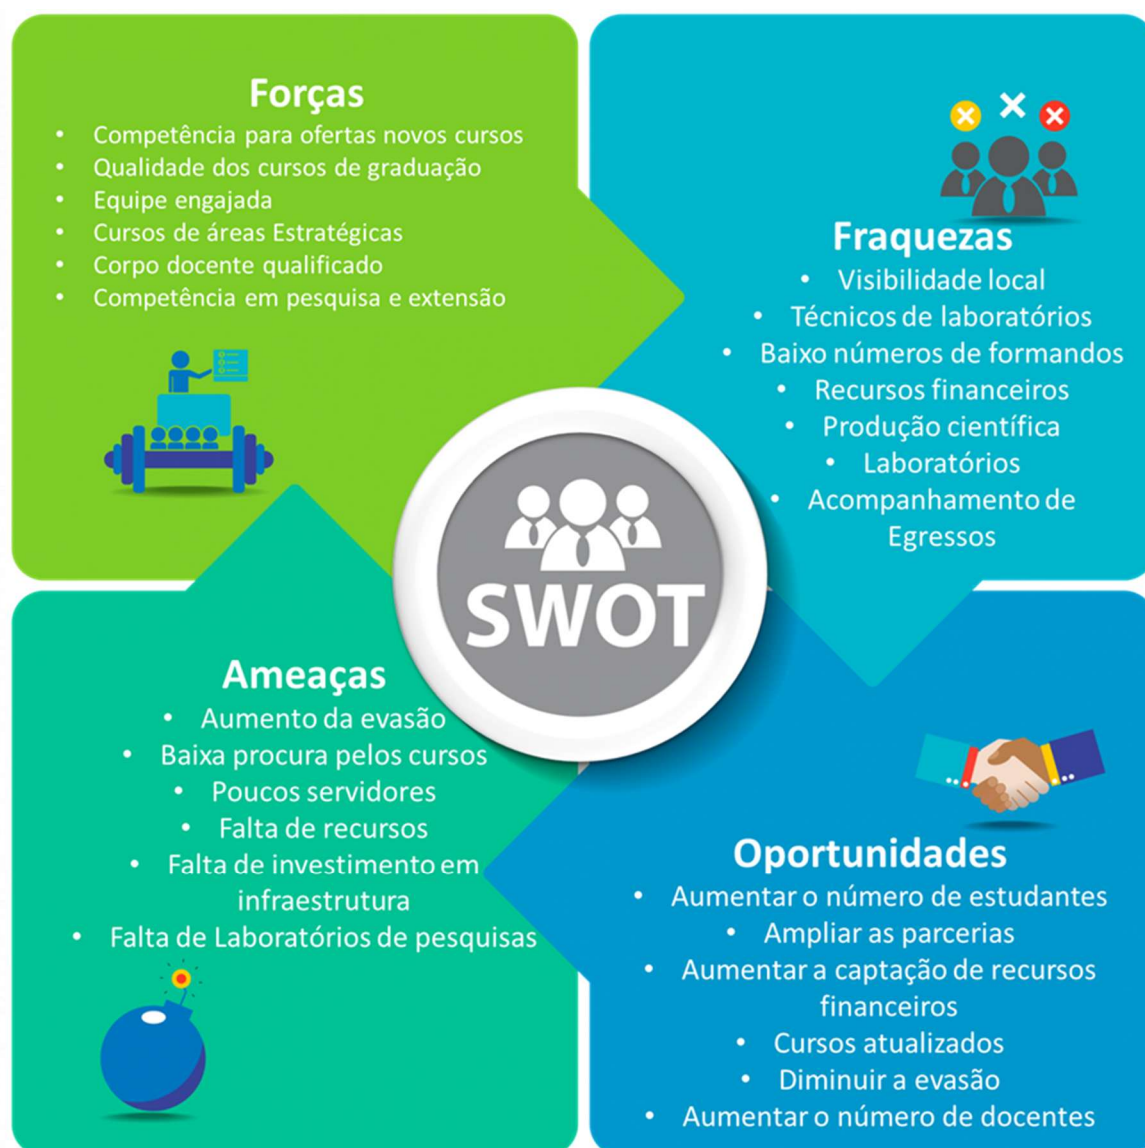 Forças
• Competência para ofertas novos cursos
• Qualidade dos cursos de graduação
• Equipe engajada
• Cursos de áreas Estratégicas
• Corpo docente qualificado
• Competência em pesquisa e extensão
Fraquezas
• Visibilidade local
• Técnicos de laboratórios
• Baixo números de formandos
• Recursos financeiros
• Produção científica
• Laboratórios
• Acompanhamento de
Egressos
SWOT
Ameaças
• Aumento da evasão
• Baixa procura pelos cursos
• Poucos servidores
• Falta de recursos
• Falta de investimento em
infraestrutura
• Falta de Laboratórios de pesquisas
Oportunidades
• Aumentar o número de estudantes
• Ampliar as parcerias
• Aumentar a captação de recursos
financeiros
• Cursos atualizados
• Diminuir a evasão
• Aumentar o número de docentes